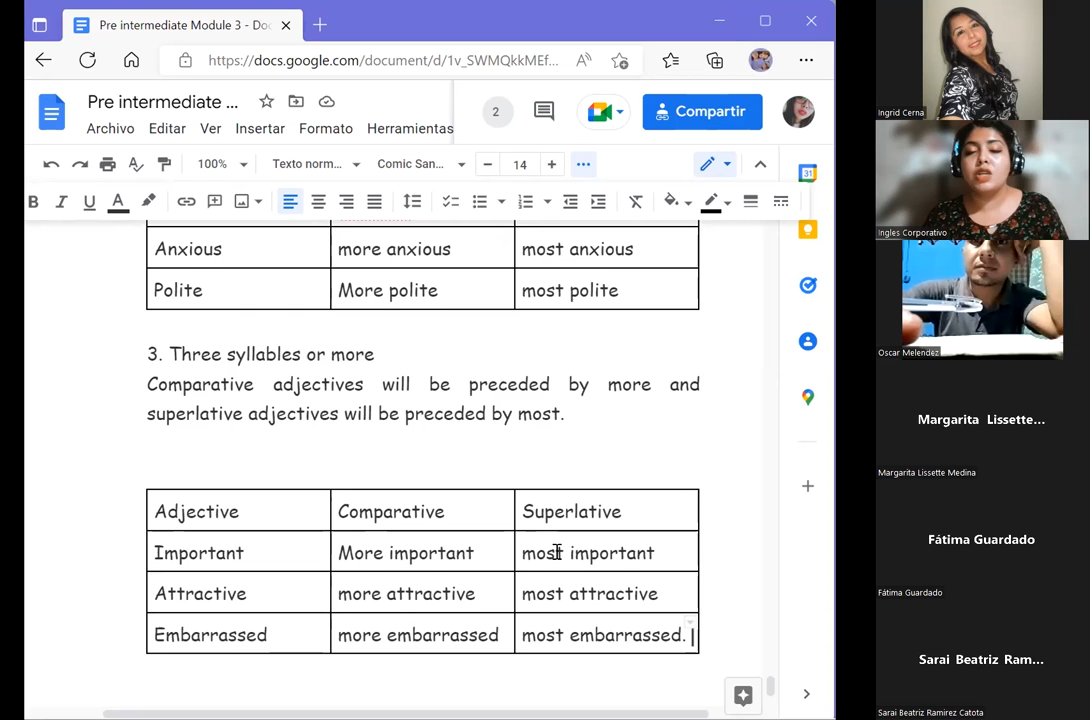 Pre intermediate Module 3 - Doc
https://docs.google.com/document/d/1v_SWMQkkMEf...
Pre intermediate ...
2
Compartir
Archivo Editar Ver Insertar Formato Herramientas
100% Texto norm... Comic San... 14
31
Anxious more anxious most anxious
Polite More polite most polite
3. Three syllables or more
Comparative adjectives will be preceded by more and
superlative adjectives will be preceded by most.
Adjective Comparative Superlative
Important More important most important
Attractive more attractive most attractive
Embarrassed more embarrassed most embarrassed.
Ingrid Cerna
Ingles Corporativo
Oscar Melendez
Margarita Lissette...
Margarita Lissette Medina
Fátima Guardado
Fátima Guardado
Sarai Beatriz Ram...
Sarai Beatriz Ramirez Catota